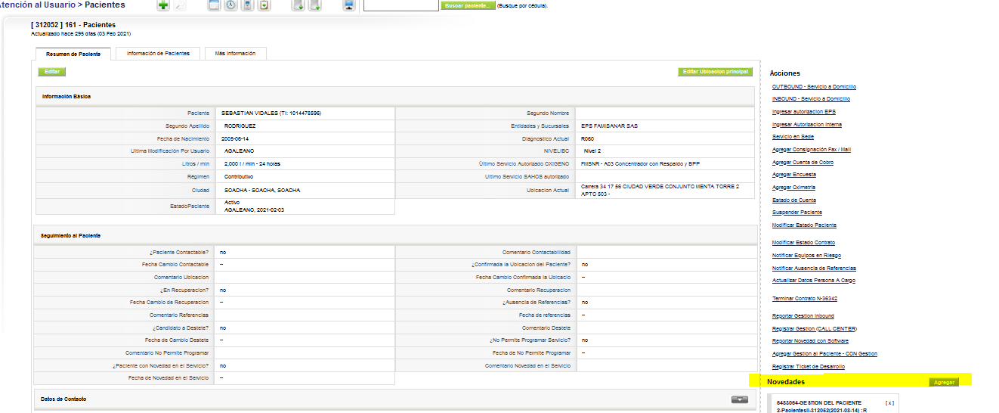 Atención al Usuario > Pacientes
Buscar paciente...
(Busque por cédula).
[ 312052 ] 161 - Pacientes
Actualizado hace 295 días (03 Feb 2021)
Resumen de Paciente
Información de Pacientes
Más Información
Editar
Editar Ubicacion principal
Información Básica
Paciente SEBASTIAN VIDALES (TI: 1014478596) Segundo Nombre
Segundo Apellido RODRIGUEZ Entidades y Sucursales EPS FAMISANAR SAS
Fecha de Nacimiento 2005-06-14 Diagnostico Actual R060
Ultima Modificación Por Usuario AGALEANO NIVELIBC Nivel 2
Litros / min 2,000 l / min - 24 horas Último Servicio Autorizado OXIGENO FMSNR - A03 Concentrador con Respaldo y BPP
Régimen Contributivo Ultimo Servicio SAHOS autorizado
Ciudad SOACHA - SOACHA, SOACHA Ubicacion Actual Carrera 34 17 56 CIUDAD VERDE CONJUNTO MENTA TORRE 2
APTO 503 -
EstadoPaciente Activo
AGALEANO, 2021-02-03
Seguimiento al Paciente
¿Paciente Contactable? no Comentario Contactabilidad
Fecha Cambio Contactable -- ¿Confirmada la Ubicacion del Paciente? no
Comentario Ubicacion Fecha Cambio Confirmada la Ubicacio --
¿En Recuperacion? no Comentario Recuperacion
Fecha Cambio de Recuperacion -- ¿Ausencia de Referencias? no
Comentario Referencias Fecha de referencias --
¿Candidato a Destete? no Comentario Destete
Fecha de Cambio Destete -- ¿No Permite Programar Servicio? no
Comentario No Permite Programar Fecha de No Permite Programar --
¿Paciente con Novedad en el Servicio? no Comentario Novedad en el Servicio
Fecha de Novedad en el Servicio --
Datos de Contacto
Acciones
OUTBOUND - Servicio a Domicilio
INBOUND - Servicio a Domicilio
Ingresar autorizacion EPS
Ingresar Autorizacion Interna
Servicio en Sede
Agregar Consignación Fax / Mail
Agregar Cuenta de Cobro
Agregar Encuesta
Agregar Oximetria
Estado de Cuenta
Suspender Paciente
Modificar Estado Paciente
Modificar Estado Contrato
Notificar Equipos en Riesgo
Notificar Ausencia de Referencias
Actualizar Datos Persona A Cargo
Terminar Contrato N-36342
Reportar Gestion Inbound
Registrar Gestion (CALL CENTER)
Reportar Novedad con Software
Agregar Gestion al Paciente - CON Gestion
Registrar Ticket de Desarrollo
Novedades
Agregar
6483064-GESTION DEL PACIENTE [x]
2-Pacientes||-312052(2021-08-14) :R